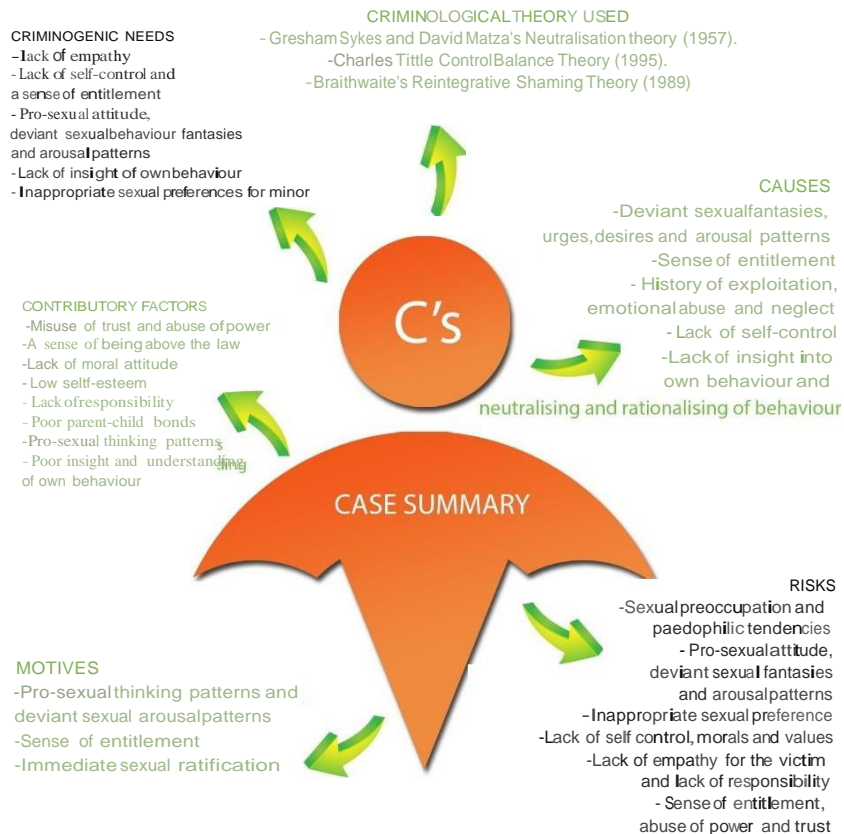 CRIMINOLOGICAL THEORY USED
- Gresham Sykes and David Matza's Neutralisation theory (1957).
-Charles Tittle Control Balance Theory (1995).
-Braithwaite's Reintegrative Shaming Theory (1989)
CRIMINOGENIC NEEDS
-lack of empathy
- Lack of self-control and
a sense of entitlement
- Pro-sexual attitude,
deviant sexual behaviour fantasies
and arousal patterns
- Lack of insight of own behaviour
- Inappropriate sexual preferences for minor
C's
CAUSES
-Deviant sexual fantasies,
urges, desires and arousal patterns
-Sense of entitlement
- History of exploitation,
emotional abuse and neglect
- Lack of self-control
-Lack of insight into
own behaviour and
neutralising and rationalising of behaviour
CONTRIBUTORY FACTORS
-Misuse of trust and abuse of power
-A sense of being above the law
-Lack of moral attitude
- Low seltf-esteem
- Lack of responsibility
- Poor parent-child bonds
-Pro-sexual thinking patterns
- Poor insight and understanding
of own behaviour
CASE SUMMARY
RISKS
-Sexual preoccupation and
paedophilic tendencies
- Pro-sexual attitude,
deviant sexual fantasies
and arousal patterns
-Inappropriate sexual preference
-Lack of self control, morals and values
-Lack of empathy for the victim
and lack of responsibility
- Sense of entitlement,
abuse of power and trust
MOTIVES
-Pro-sexual thinking patterns and
deviant sexual arousal patterns
-Sense of entitlement
-Immediate sexual ratification